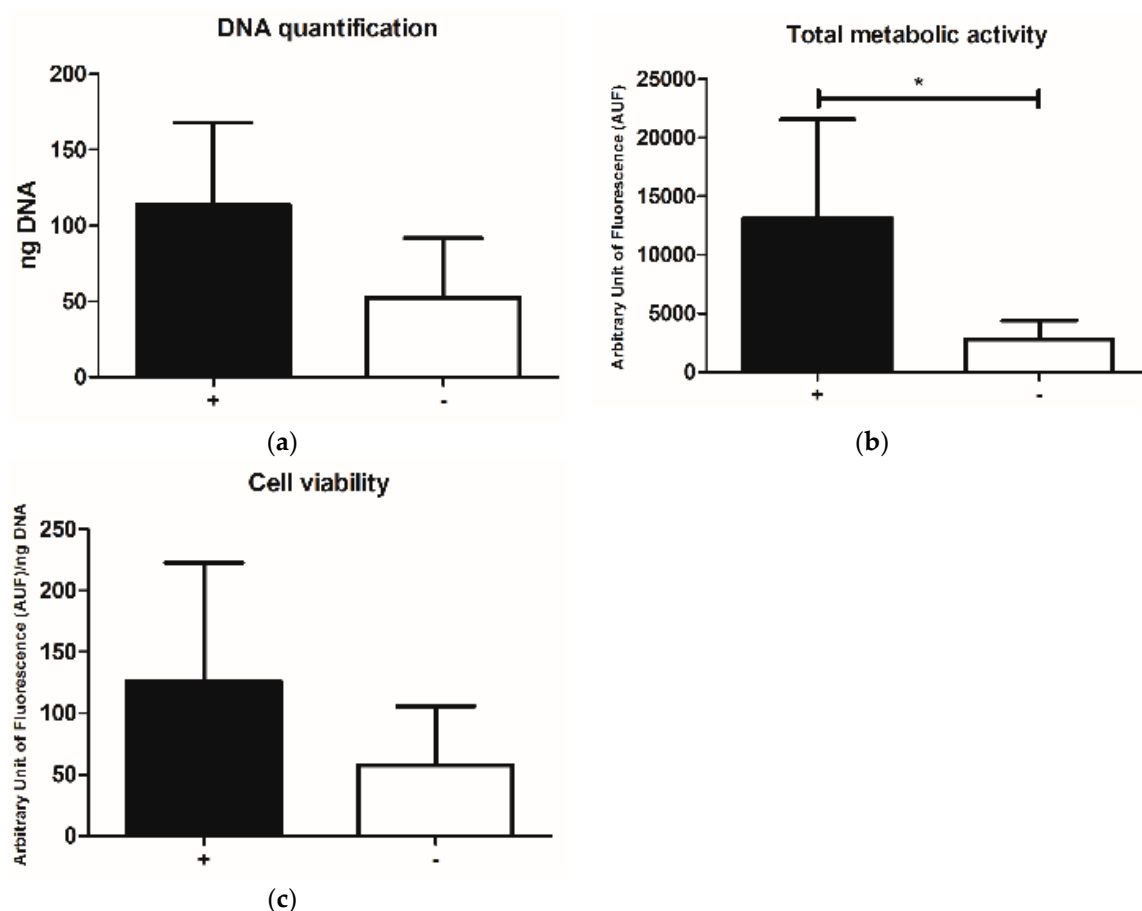 DNA quantification
200
150
100
50
0
ng DNA
+ -
(a)
Total metabolic activity
25000
20000
15000
10000
5000
0
Arbitrary Unit of Fluorescence (AUF)
*
+ -
(b)
Cell viability
250
200
150
100
50
0
Arbitrary Unit of Fluorescence (AUF)/ng DNA
+ -
(c)